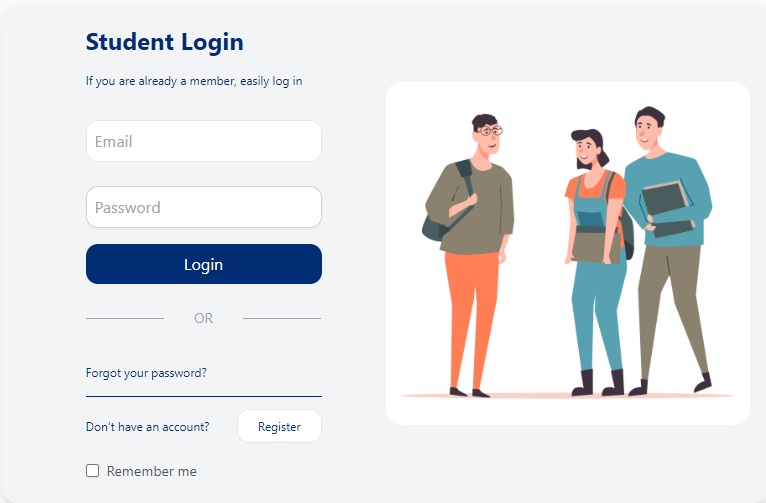 Student Login
If you are already a member, easily log in
Email
Password
Login
OR
Forgot your password?
Don't have an account? Register
Remember me